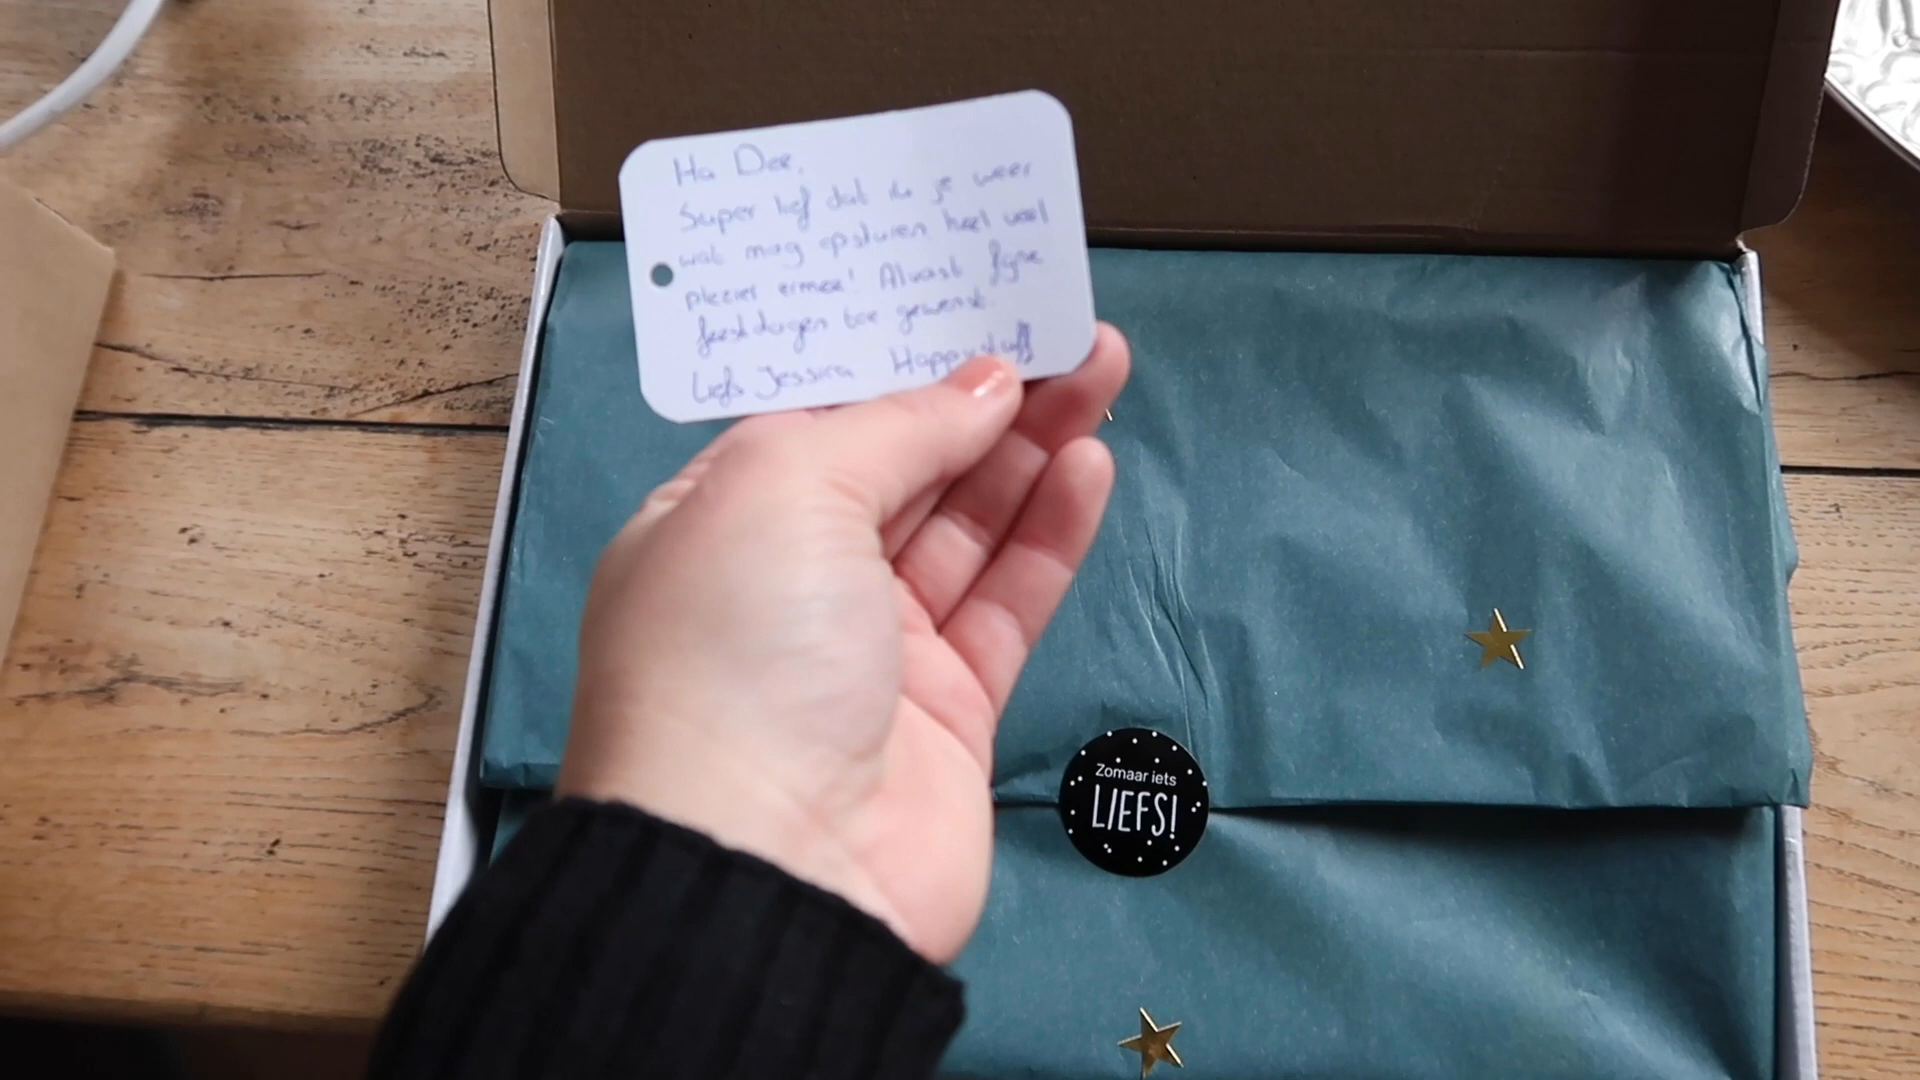 Ha Dee,
Super lief dat ik je weer
wat mag opsturen heel veel
plezier ermee! Alvast fijne
feestdagen toe gewenst.
Liefs Jessica Happystuff
Zomaar iets
LIEFS!